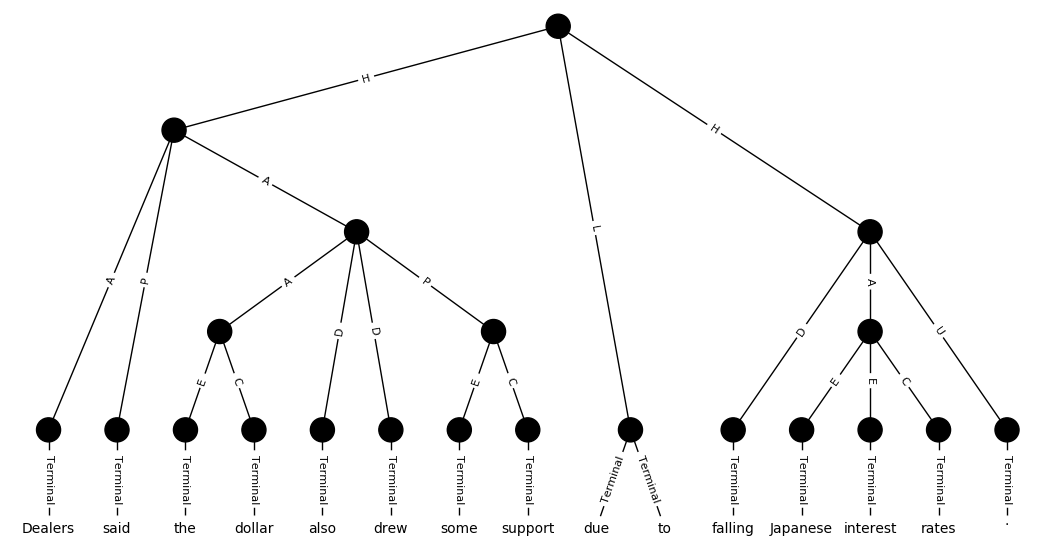 H
H
A
L
A
P
A
P
A
D
D
D
A
U
E
C
E
C
E
E
C
Terminal Terminal Terminal Terminal Terminal Terminal Terminal Terminal Terminal Terminal Terminal Terminal Terminal Terminal Terminal
Dealers said the dollar also drew some support due to falling Japanese interest rates .